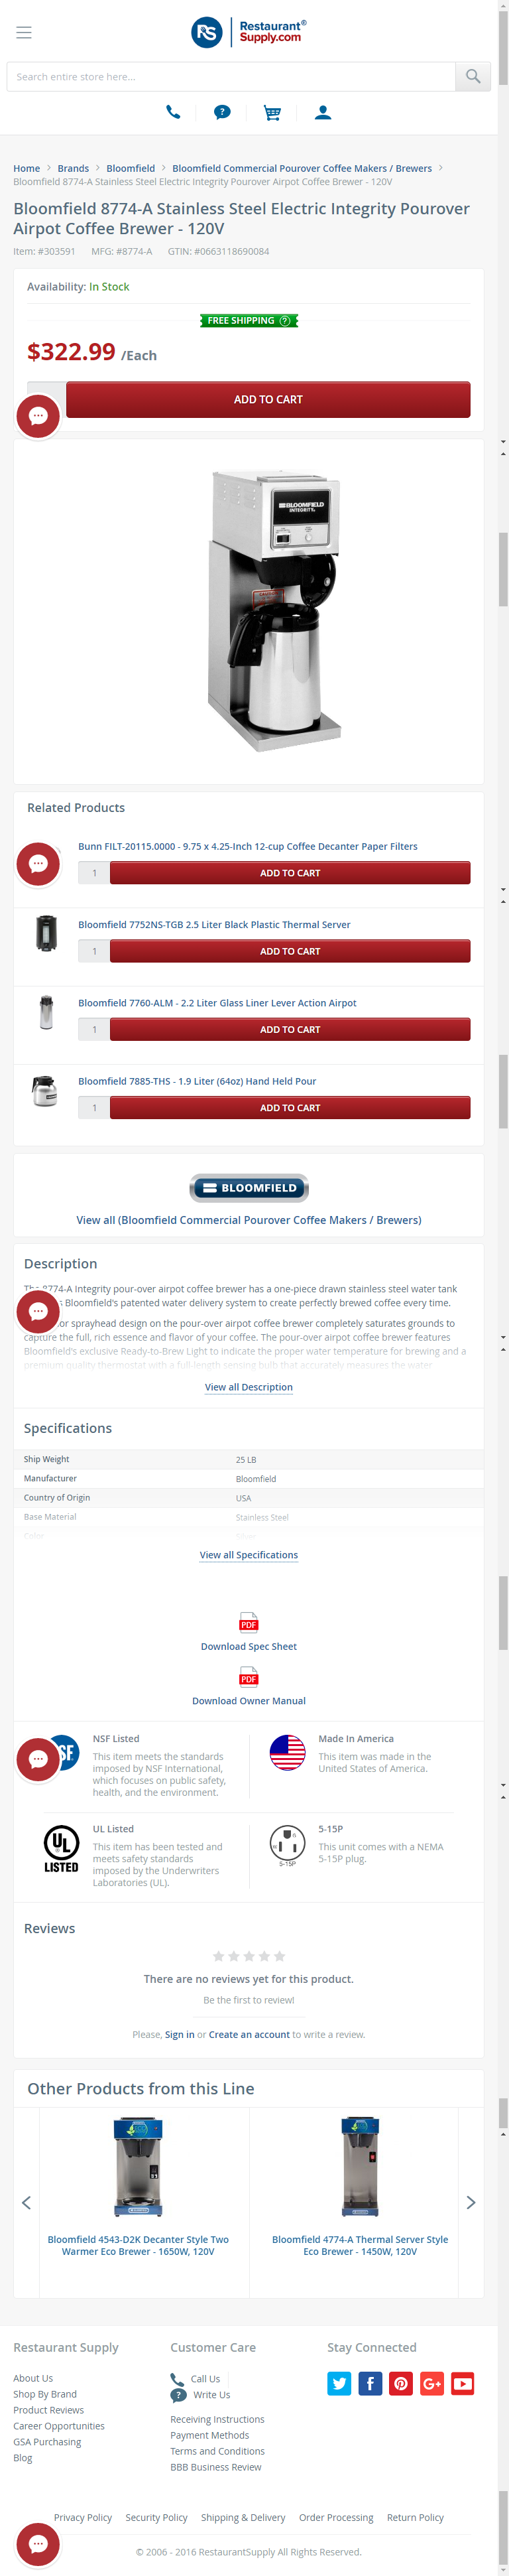 RS Restaurant® Supply.com
Search entire store here...
?
Home > Brands > Bloomfield > Bloomfield Commercial Pourover Coffee Makers / Brewers >
Bloomfield 8774-A Stainless Steel Electric Integrity Pourover Airpot Coffee Brewer - 120V
Bloomfield 8774-A Stainless Steel Electric Integrity Pourover
Airpot Coffee Brewer - 120V
Item: #303591 MFG: #8774-A GTIN: #0663118690084
Availability: In Stock
FREE SHIPPING ?
$322.99 /Each
ADD TO CART
BLOOMFIELD
INTEGRITY
Related Products
Bunn FILT-20115.0000 - 9.75 x 4.25-Inch 12-cup Coffee Decanter Paper Filters
1 ADD TO CART
Bloomfield 7752NS-TGB 2.5 Liter Black Plastic Thermal Server
1 ADD TO CART
Bloomfield 7760-ALM - 2.2 Liter Glass Liner Lever Action Airpot
1 ADD TO CART
Bloomfield 7885-THS - 1.9 Liter (64oz) Hand Held Pour
1 ADD TO CART
BLOOMFIELD
View all (Bloomfield Commercial Pourover Coffee Makers / Brewers)
Description
8774-A Integrity pour-over airpot coffee brewer has a one-piece drawn stainless steel water tank
Bloomfield's patented water delivery system to create perfectly brewed coffee every time.
sprayhead design on the pour-over airpot coffee brewer completely saturates grounds to
capture the full, rich essence and flavor of your coffee. The pour-over airpot coffee brewer features
Bloomfield's exclusive Ready-to-Brew Light to indicate the proper water temperature for brewing and a
premium quality thermostat with a full-length sensing bulb that accurately measures the water
View all Description
Specifications
Ship Weight 25 LB
Manufacturer Bloomfield
Country of Origin USA
Base Material Stainless Steel
Color Silver
View all Specifications
PDF
Download Spec Sheet
PDF
Download Owner Manual
NSF Listed
This item meets the standards
imposed by NSF International,
which focuses on public safety,
health, and the environment.
Made In America
This item was made in the
United States of America.
UL
LISTED
UL Listed
This item has been tested and
meets safety standards
imposed by the Underwriters
Laboratories (UL).
5-15P
5-15P
This unit comes with a NEMA
5-15P plug.
Reviews
There are no reviews yet for this product.
Be the first to review!
Please, Sign in or Create an account to write a review.
Other Products from this Line
Bloomfield 4543-D2K Decanter Style Two
Warmer Eco Brewer - 1650W, 120V
Bloomfield 4774-A Thermal Server Style
Eco Brewer - 1450W, 120V
Restaurant Supply
About Us
Shop By Brand
Product Reviews
Career Opportunities
GSA Purchasing
Blog
Customer Care
Call Us
? Write Us
Receiving Instructions
Payment Methods
Terms and Conditions
BBB Business Review
Stay Connected
Privacy Policy Security Policy Shipping & Delivery Order Processing Return Policy
© 2006 - 2016 RestaurantSupply All Rights Reserved.